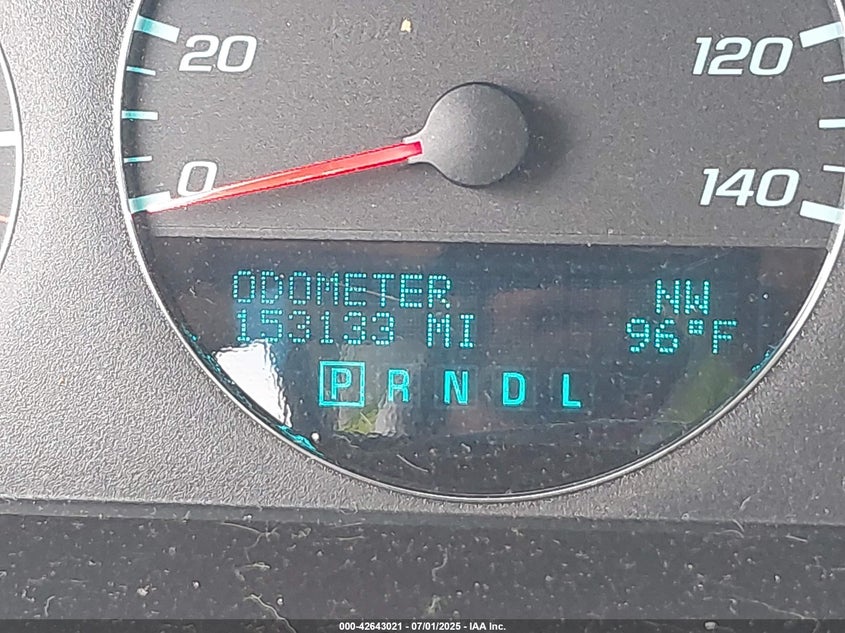 20 120
0 140
ODOMETER NW
153133 MI 96°F
P R N D L
000-42643021 - 07/01/2025 - IAA Inc.